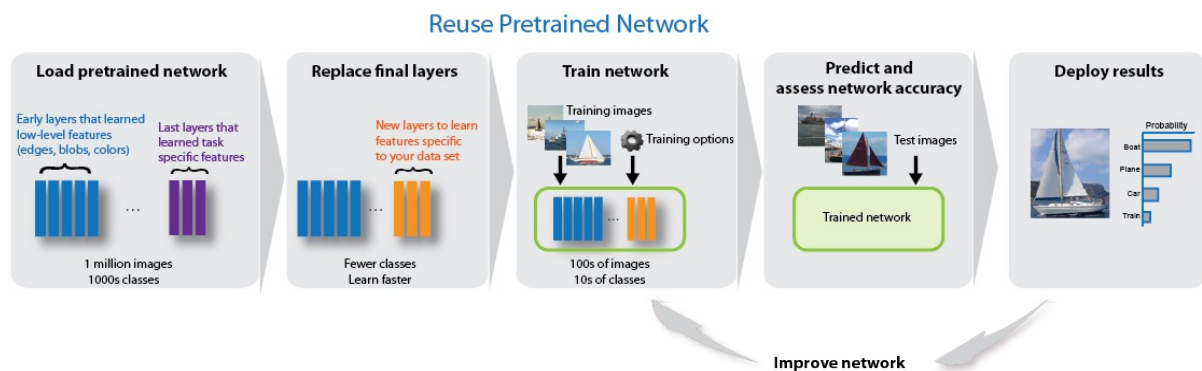 Reuse Pretrained Network
Load pretrained network
Early layers that learned
low-level features
(edges, blobs, colors)
Last layers that
learned task
specific features
...
1 million images
1000s classes
Replace final layers
New layers to learn
features specific
to your data set
...
Fewer classes
Learn faster
Train network
Training images
Training options
...
100s of images
10s of classes
Predict and
assess network accuracy
Test images
Trained network
Deploy results
Probability
Boat
Plane
Car
Train
Improve network